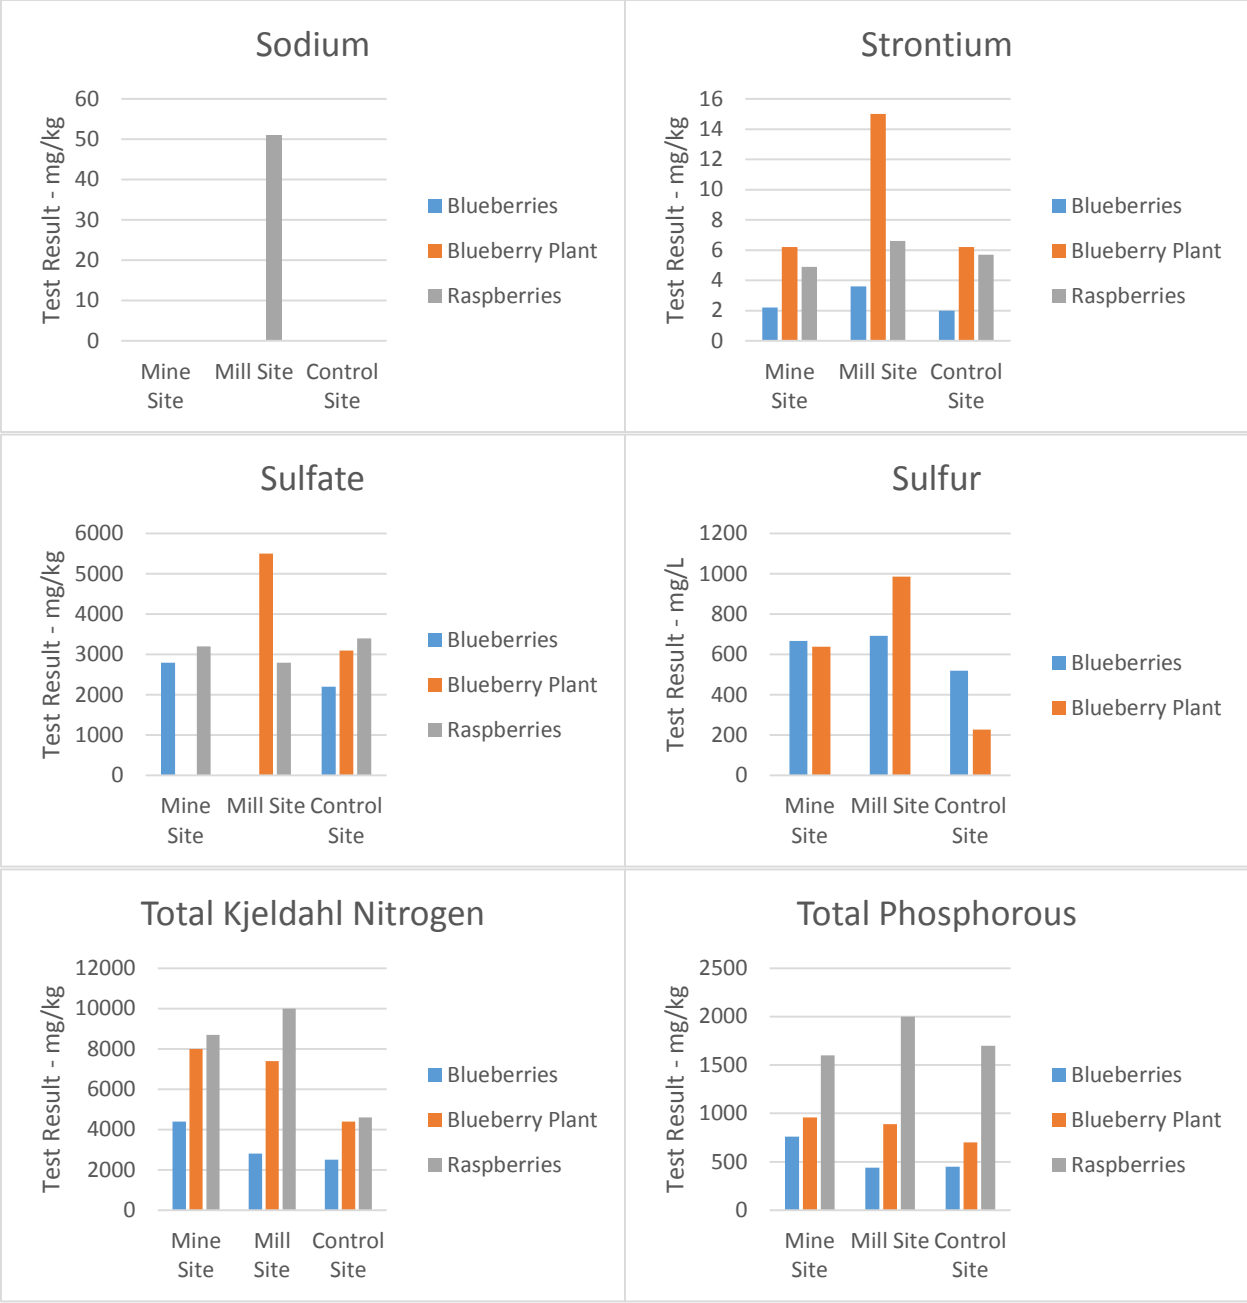 Sodium
Test Result - mg/kg
60
50
40
30
20
10
0
Mine Site
Mill Site
Control Site
Blueberries
Blueberry Plant
Raspberries
Strontium
Test Result - mg/kg
16
14
12
10
8
6
4
2
0
Mine Site
Mill Site
Control Site
Blueberries
Blueberry Plant
Raspberries
Sulfate
Test Result - mg/kg
6000
5000
4000
3000
2000
1000
0
Mine Site
Mill Site
Control Site
Blueberries
Blueberry Plant
Raspberries
Sulfur
Test Result - mg/L
1200
1000
800
600
400
200
0
Mine Site
Mill Site
Control Site
Blueberries
Blueberry Plant
Total Kjeldahl Nitrogen
Test Result - mg/kg
12000
10000
8000
6000
4000
2000
0
Mine Site
Mill Site
Control Site
Blueberries
Blueberry Plant
Raspberries
Total Phosphorous
Test Result - mg/kg
2500
2000
1500
1000
500
0
Mine Site
Mill Site
Control Site
Blueberries
Blueberry Plant
Raspberries